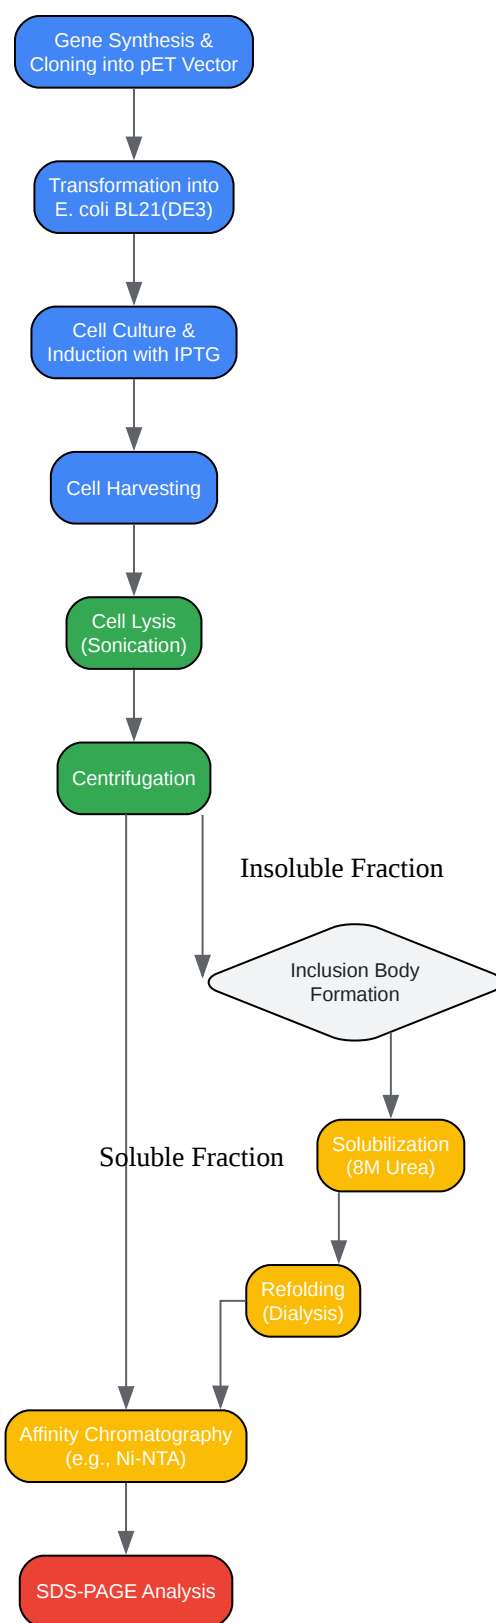 Gene Synthesis &
Cloning into pET Vector
Transformation into
E. coli BL21(DE3)
Cell Culture &
Induction with IPTG
Cell Harvesting
Cell Lysis
(Sonication)
Centrifugation
Insoluble Fraction
Inclusion Body
Formation
Soluble Fraction
Solubilization
(8M Urea)
Refolding
(Dialysis)
Affinity Chromatography
(e.g., Ni-NTA)
SDS-PAGE Analysis